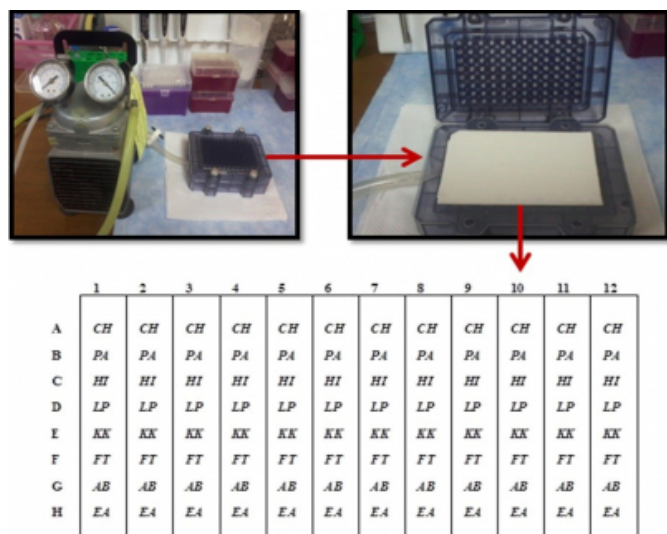 1 2 3 4 5 6 7 8 9 10 11 12
A CH CH CH CH CH CH CH CH CH CH CH CH
B PA PA PA PA PA PA PA PA PA PA PA PA
C HI HI HI HI HI HI HI HI HI HI HI HI
D LP LP LP LP LP LP LP LP LP LP LP LP
E KK KK KK KK KK KK KK KK KK KK KK KK
F FT FT FT FT FT FT FT FT FT FT FT FT
G AB AB AB AB AB AB AB AB AB AB AB AB
H EA EA EA EA EA EA EA EA EA EA EA EA